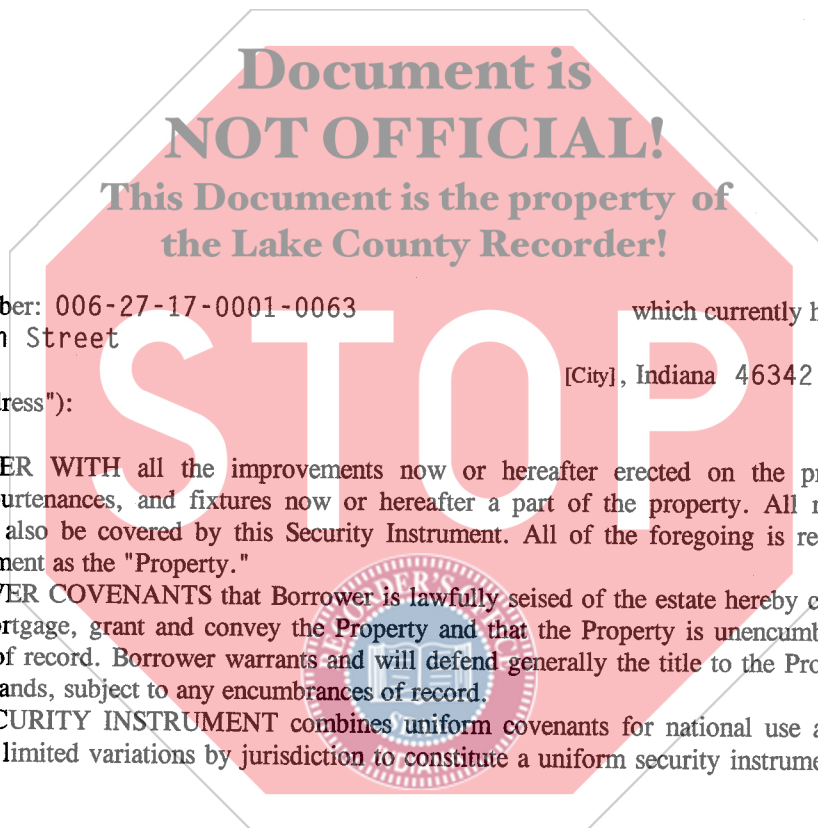 Document is
NOT OFFICIAL!
This Document is the property of
the Lake County Recorder!
ber: 006-27-17-0001-0063 which currently h
n Street
[City], Indiana 46342
ress"):
STOP
ER WITH all the improvements now or hereafter erected on the pr
urtenances, and fixtures now or hereafter a part of the property. All r
also be covered by this Security Instrument. All of the foregoing is re
ment as the "Property."
VER COVENANTS that Borrower is lawfully seised of the estate hereby c
rtgage, grant and convey the Property and that the Property is unencumb
of record. Borrower warrants and will defend generally the title to the Pro
ands, subject to any encumbrances of record.
CURITY INSTRUMENT combines uniform covenants for national use a
limited variations by jurisdiction to constitute a uniform security instrume